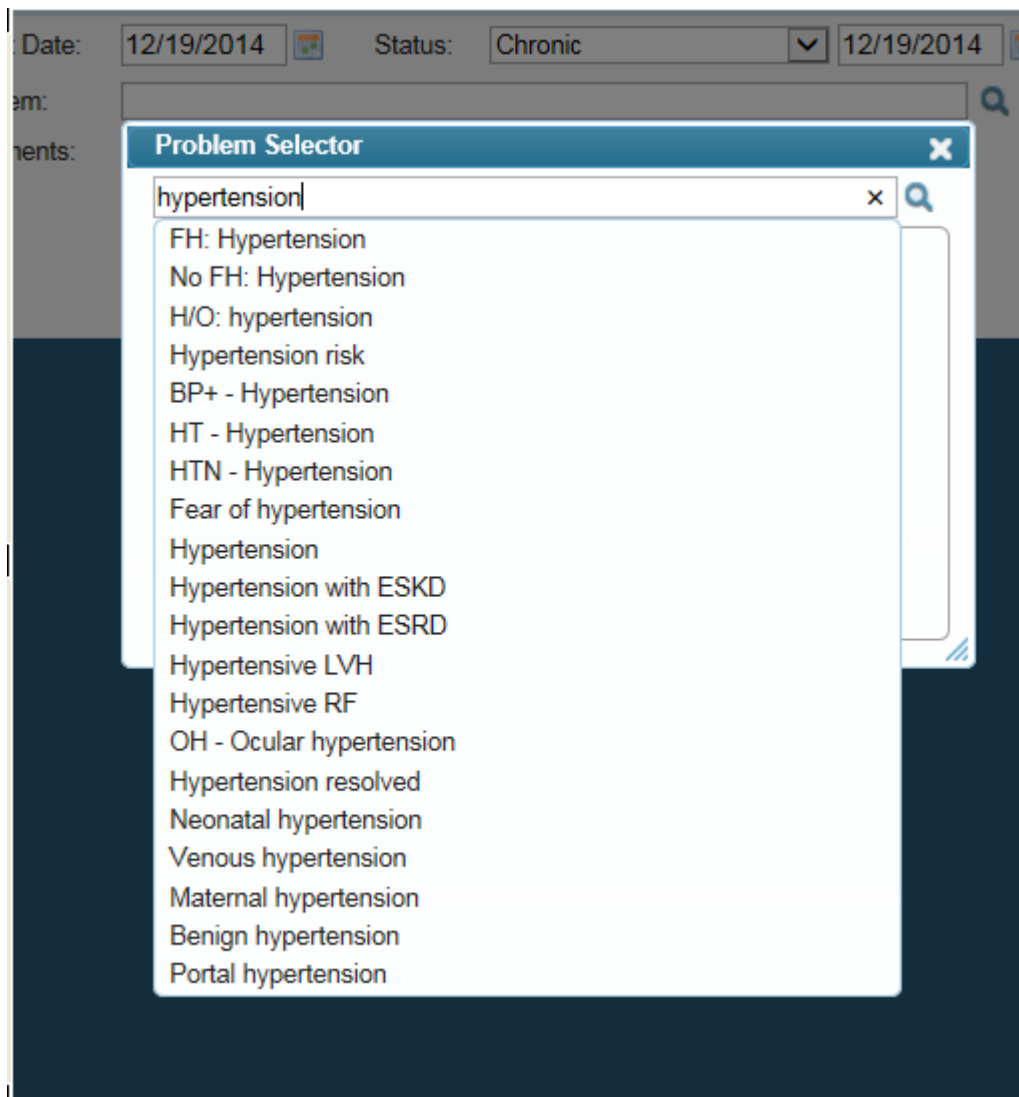 : Date: 12/19/2014 Status: Chronic 12/19/2014
em:
nents:
Problem Selector
hypertension
FH: Hypertension
No FH: Hypertension
H/O: hypertension
Hypertension risk
BP+ - Hypertension
HT - Hypertension
HTN - Hypertension
Fear of hypertension
Hypertension
Hypertension with ESKD
Hypertension with ESRD
Hypertensive LVH
Hypertensive RF
OH - Ocular hypertension
Hypertension resolved
Neonatal hypertension
Venous hypertension
Maternal hypertension
Benign hypertension
Portal hypertension